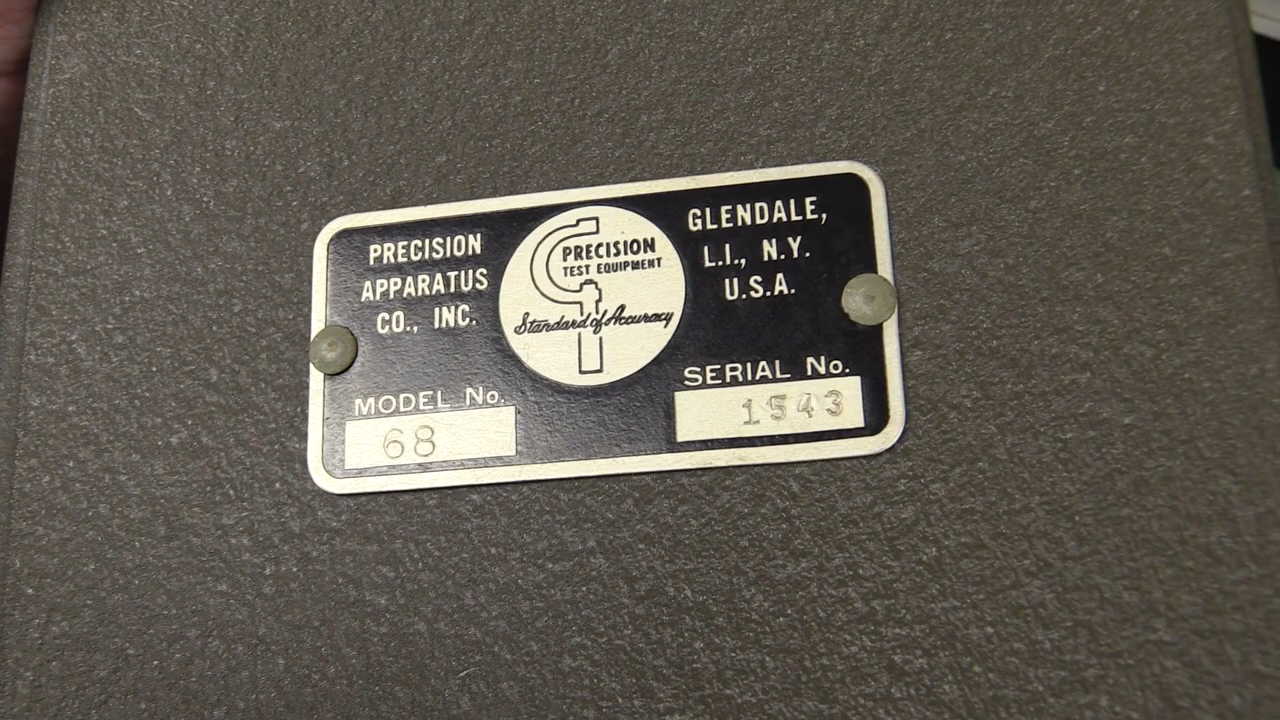 PRECISION
APPARATUS
CO., INC.
PRECISION
TEST EQUIPMENT
Standard of Accuracy
GLENDALE,
L.I., N.Y.
U.S.A.
MODEL No.
68
SERIAL No.
1543